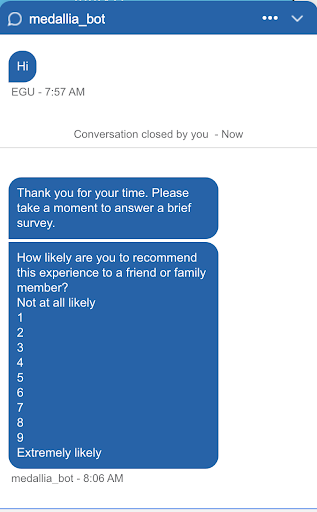 medallia_bot
Hi
EGU - 7:57 AM
Conversation closed by you - Now
Thank you for your time. Please
take a moment to answer a brief
survey.
How likely are you to recommend
this experience to a friend or family
member?
Not at all likely
1
2
3
4
5
6
7
8
9
Extremely likely
medallia_bot - 8:06 AM